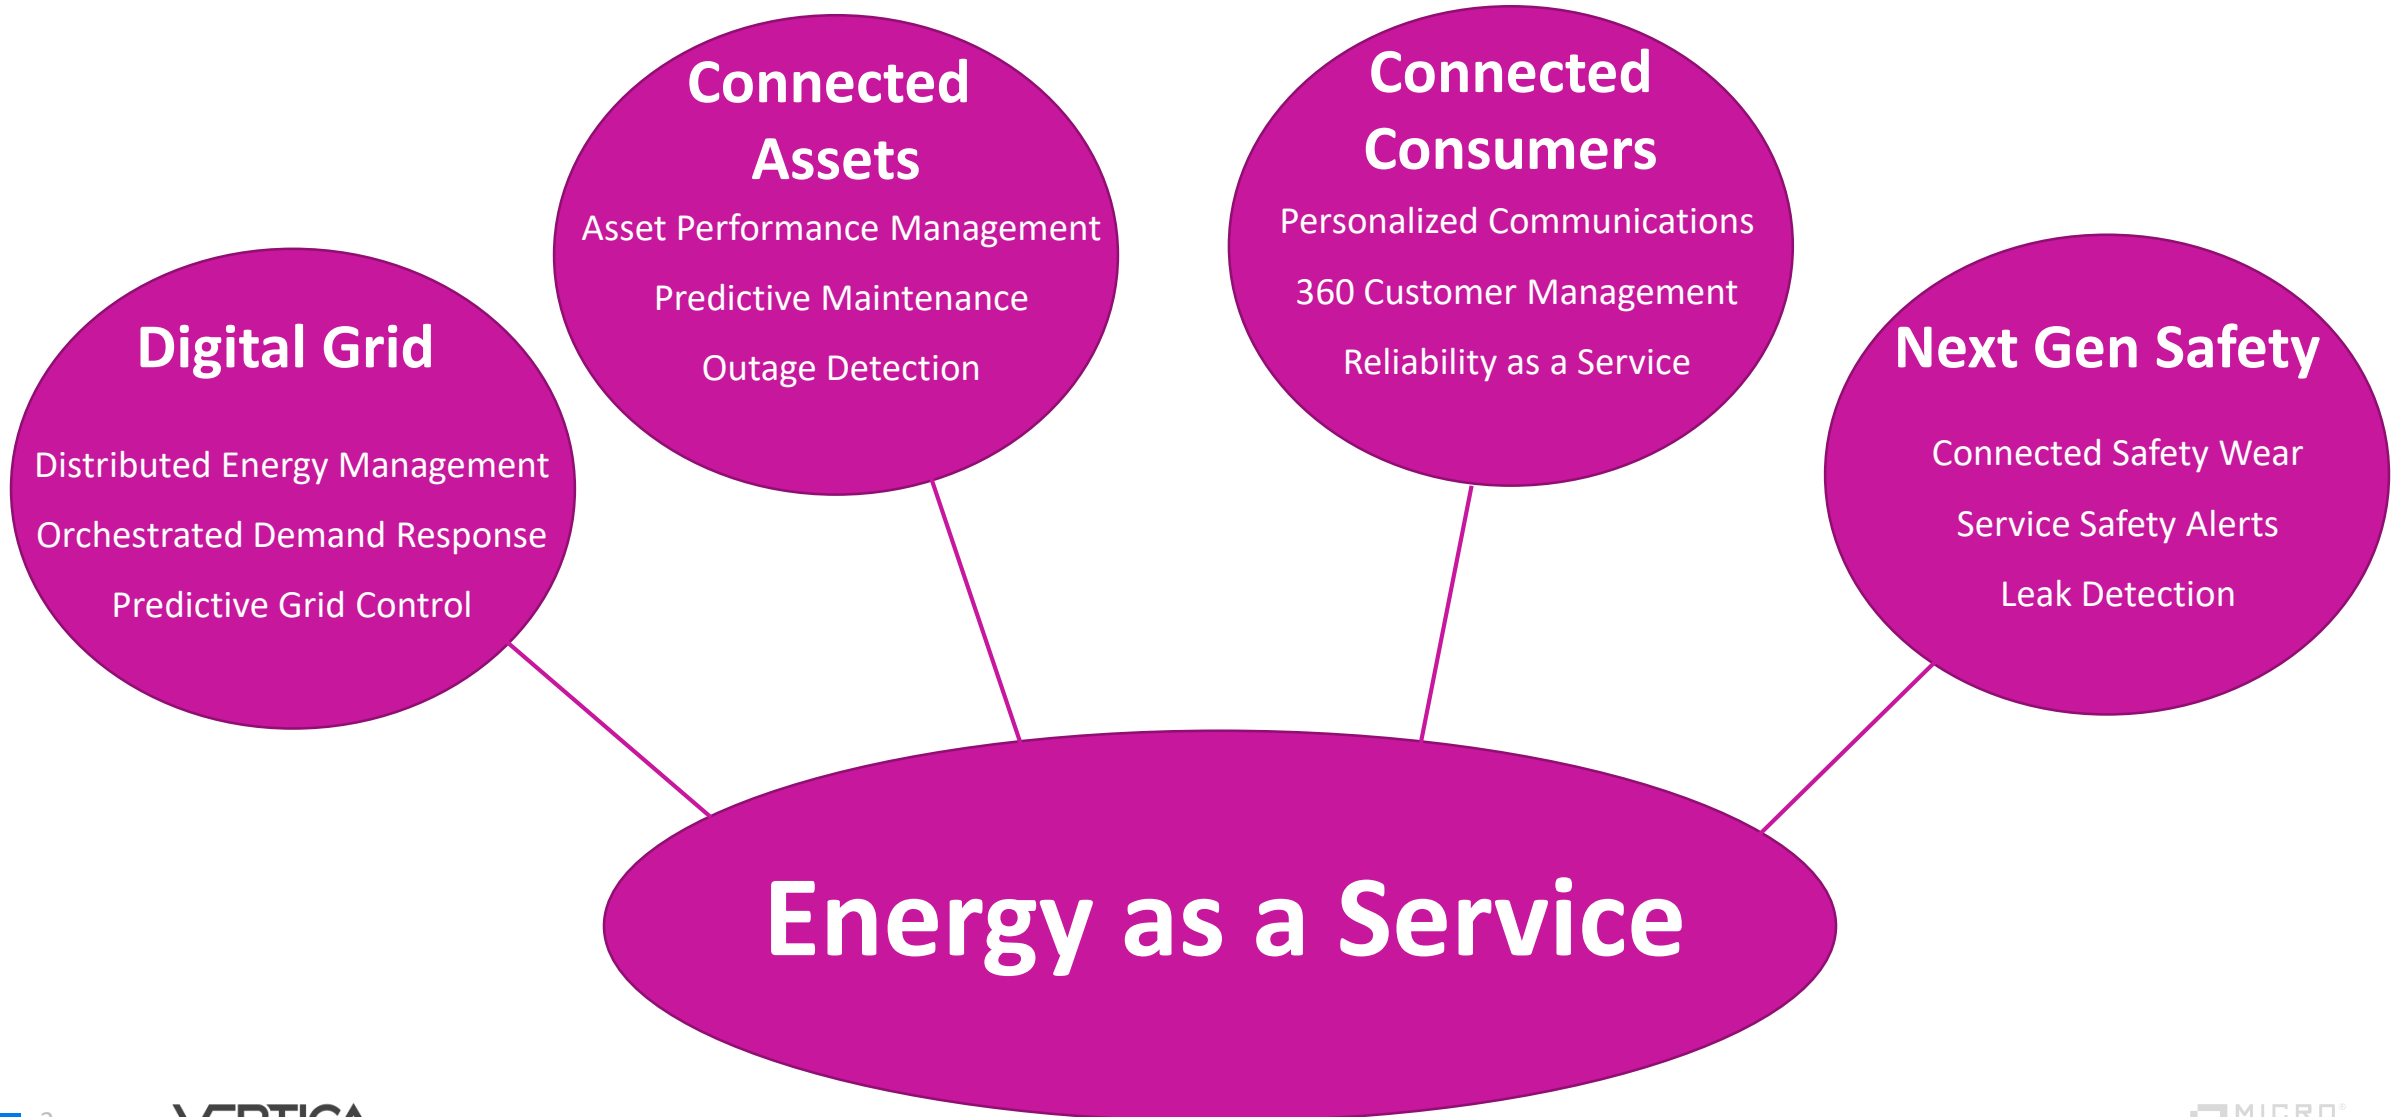 Digital Grid
Distributed Energy Management
Orchestrated Demand Response
Predictive Grid Control
Connected
Assets
Asset Performance Management
Predictive Maintenance
Outage Detection
Connected
Consumers
Personalized Communications
360 Customer Management
Reliability as a Service
Next Gen Safety
Connected Safety Wear
Service Safety Alerts
Leak Detection
Energy as a Service
VERTICA
MICRO